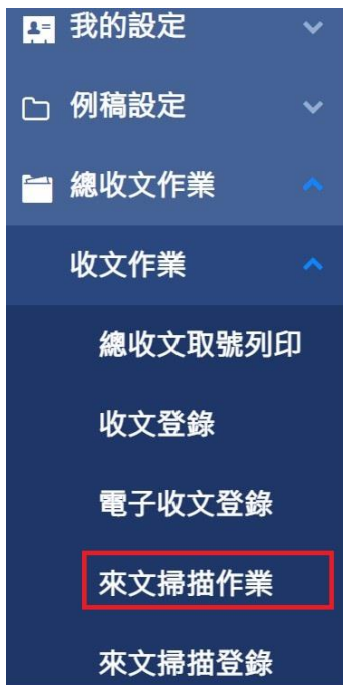 我的設定
例稿設定
總收文作業
收文作業
總收文取號列印
收文登錄
電子收文登錄
來文掃描作業
來文掃描登錄